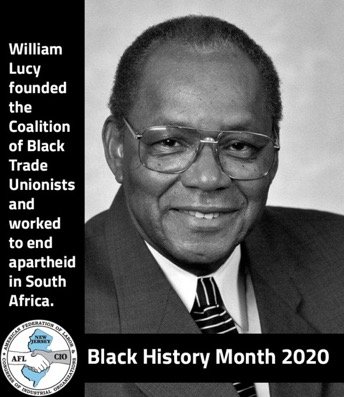 William
Lucy
founded
the
Coalition
of Black
Trade
Unionists
and
worked
to end
apartheid
in South
Africa.
AMERICAN FEDERATION OF LABOR &
CONGRESS OF INDUSTRIAL ORGANIZATIONS
NEW
JERSEY
AFL
CIO
Black History Month 2020